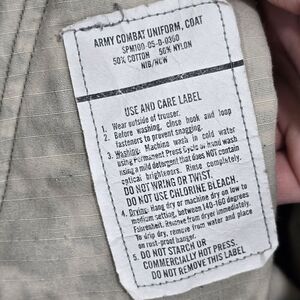 ARMY COMBAT UNIFORM, COAT
SPM100-05-D-0360
50% COTTON 50% NYLON
NIB/NCW
USE AND CARE LABEL
1. Wear outside of trouser.
2. Before washing, close hook and loop
fasteners to prevent snagging.
3. Washing: Machine wash in cold water
using Permanent Press Cycle or hand wash
using a mild detergent that does NOT contain
optical brighteners. Rinse completely.
DO NOT WRING OR TWIST.
DO NOT USE CHLORINE BLEACH.
4. Drying: Hang dry or machine dry on low to
medium setting, between 140-160 degrees
Fahrenheit. Remove from dryer immediately.
To drip dry, remove from water and place
on rust-proof hanger.
5. DO NOT STARCH OR
COMMERCIALLY HOT PRESS.
DO NOT REMOVE THIS LABEL